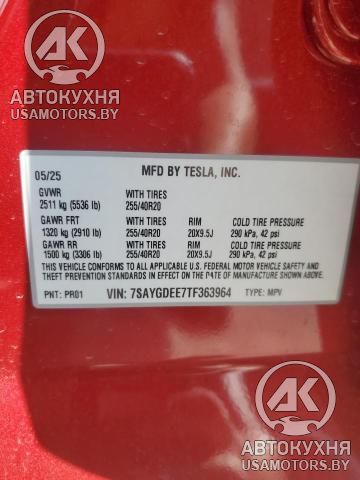 АК
АВТОКУХНЯ
USAMOTORS.BY
05/25
MFD BY TESLA, INC.
GVWR WITH TIRES
2511 kg (5536 lb) 255/40R20
GAWR FRT WITH TIRES RIM COLD TIRE PRESSURE
1320 kg (2910 lb) 255/40R20 20X9.5J 290 kPa, 42 psi
GAWR RR WITH TIRES RIM COLD TIRE PRESSURE
1500 kg (3306 lb) 255/40R20 20X9.5J 290 kPa, 42 psi
THIS VEHICLE CONFORMS TO ALL APPLICABLE U.S. FEDERAL MOTOR VEHICLE SAFETY AND
THEFT PREVENTION STANDARDS IN EFFECT ON THE DATE OF MANUFACTURE SHOWN ABOVE.
PNT: PR01 VIN: 7SAYGDEE7TF363964 TYPE: MPV
АК
АВТОКУХНЯ
USAMOTORS.BY